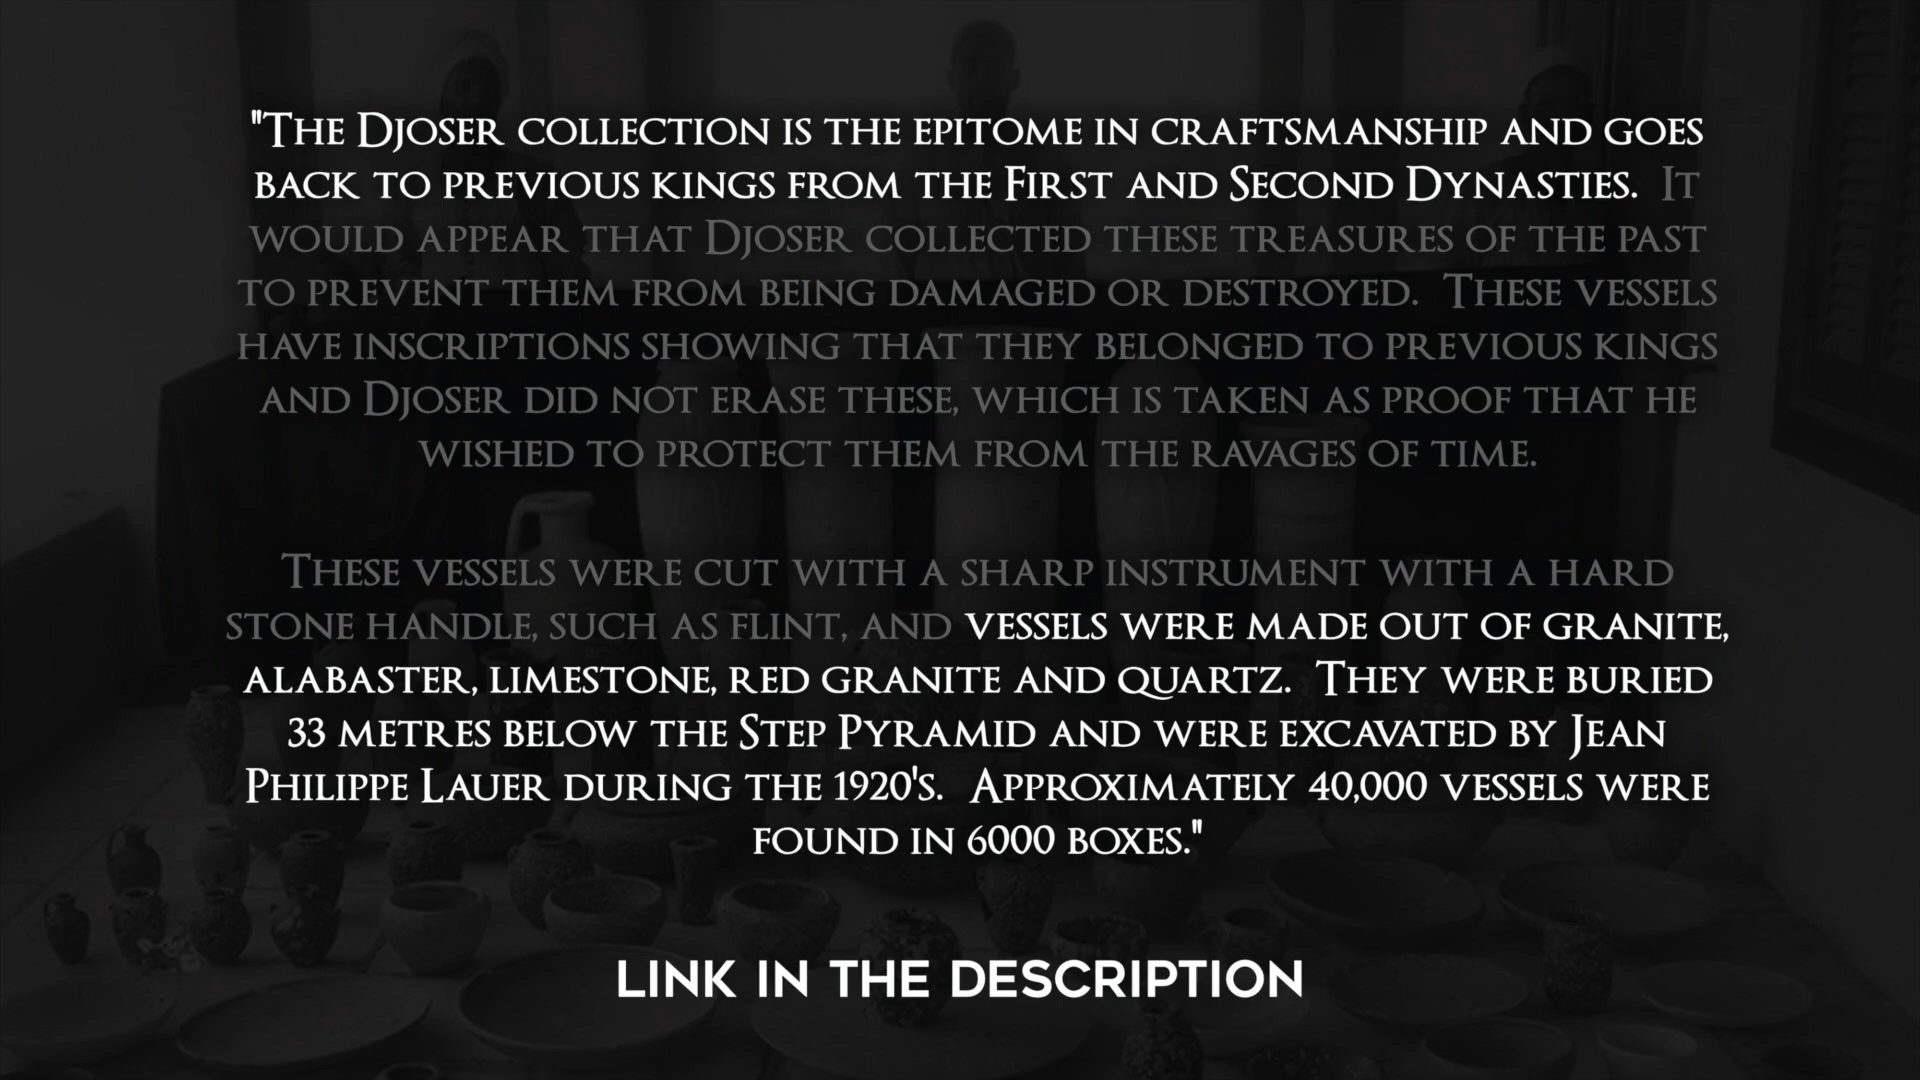 "The Djoser collection is the epitome in craftsmanship and goes
back to previous kings from the First and Second Dynasties. It
would appear that Djoser collected these treasures of the past
to prevent them from being damaged or destroyed. These vessels
have inscriptions showing that they belonged to previous kings
and Djoser did not erase these, which is taken as proof that he
wished to protect them from the ravages of time.
These vessels were cut with a sharp instrument with a hard
stone handle, such as flint, and vessels were made out of granite,
alabaster, limestone, red granite and quartz. They were buried
33 metres below the Step Pyramid and were excavated by Jean
Philippe Lauer during the 1920's. Approximately 40,000 vessels were
found in 6000 boxes."
LINK IN THE DESCRIPTION